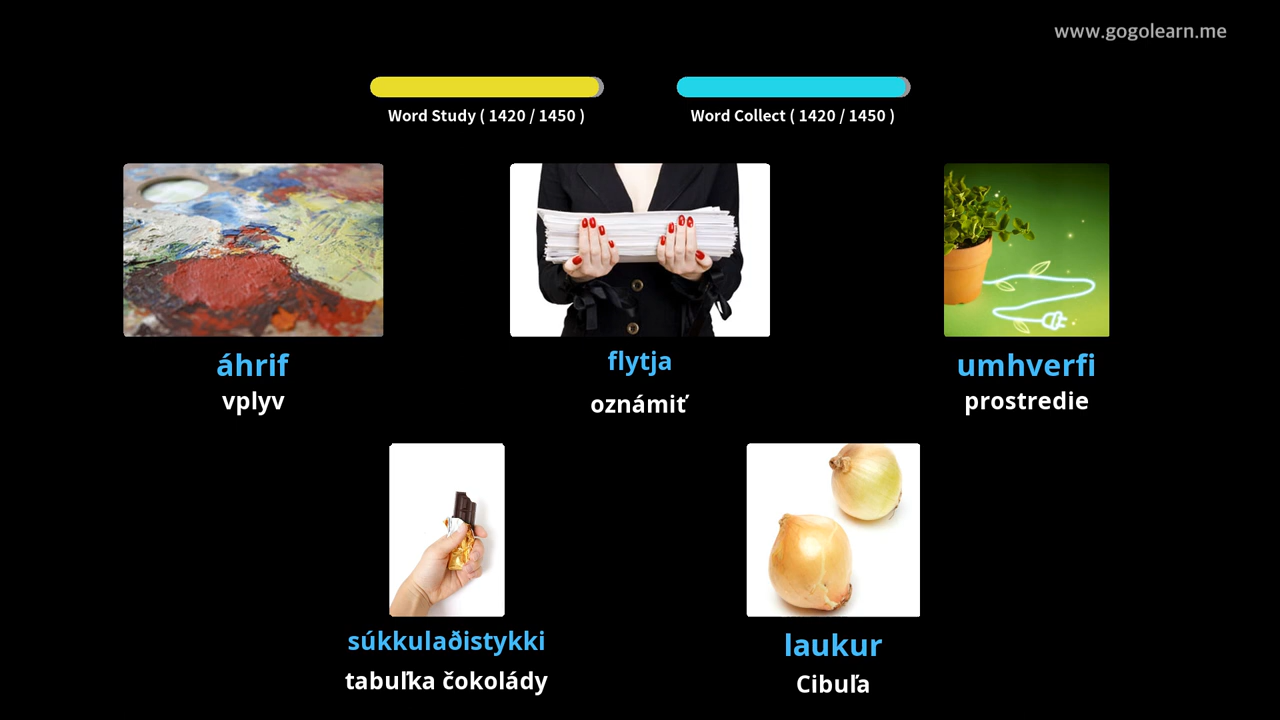 www.gogolearn.me
Word Study ( 1420 / 1450 )
Word Collect ( 1420 / 1450 )
áhrif
vplyv
flytja
oznámiť
umhverfi
prostredie
súkkulaðistykki
tabuľka čokolády
laukur
Cibuľa